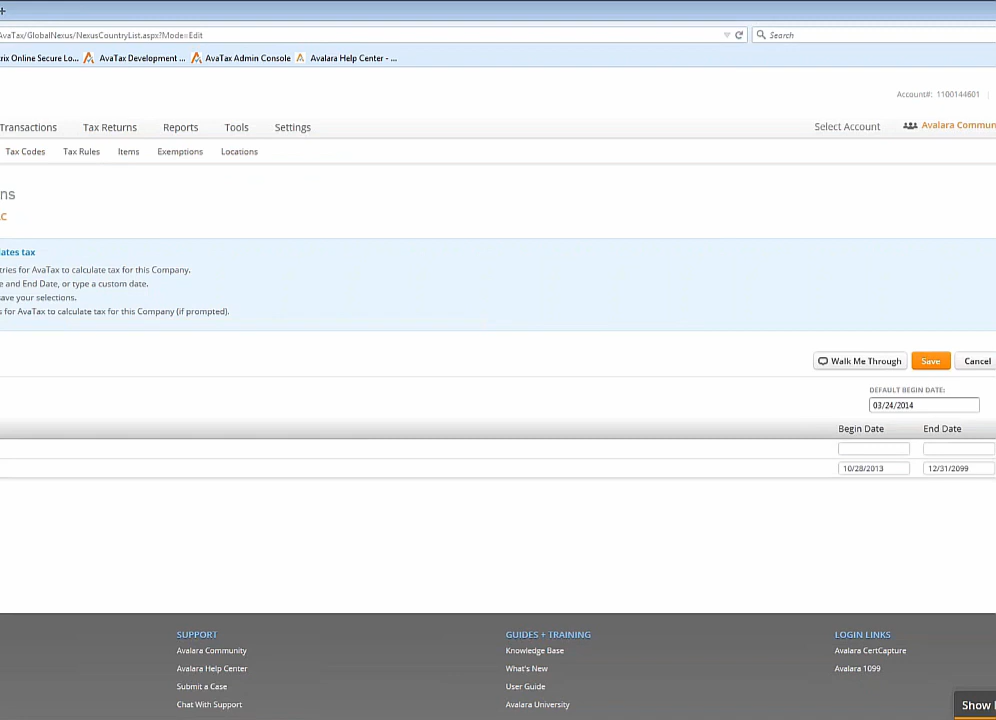 +
AvaTax/GlobalNexus/NexusCountryList.aspx?Mode=Edit
Search
rix Online Secure Lo...
AvaTax Development ...
AvaTax Admin Console
Avalara Help Center - ...
Account#: 1100144601
Transactions
Tax Returns
Reports
Tools
Settings
Select Account
Avalara Commun
Tax Codes
Tax Rules
Items
Exemptions
Locations
ns
C
lates tax
tries for AvaTax to calculate tax for this Company.
e and End Date, or type a custom date.
ave your selections.
s for AvaTax to calculate tax for this Company (if prompted).
Walk Me Through
Save
Cancel
DEFAULT BEGIN DATE:
03/24/2014
Begin Date
End Date
10/28/2013
12/31/2099
SUPPORT
Avalara Community
Avalara Help Center
Submit a Case
Chat With Support
GUIDES + TRAINING
Knowledge Base
What's New
User Guide
Avalara University
LOGIN LINKS
Avalara CertCapture
Avalara 1099
Show